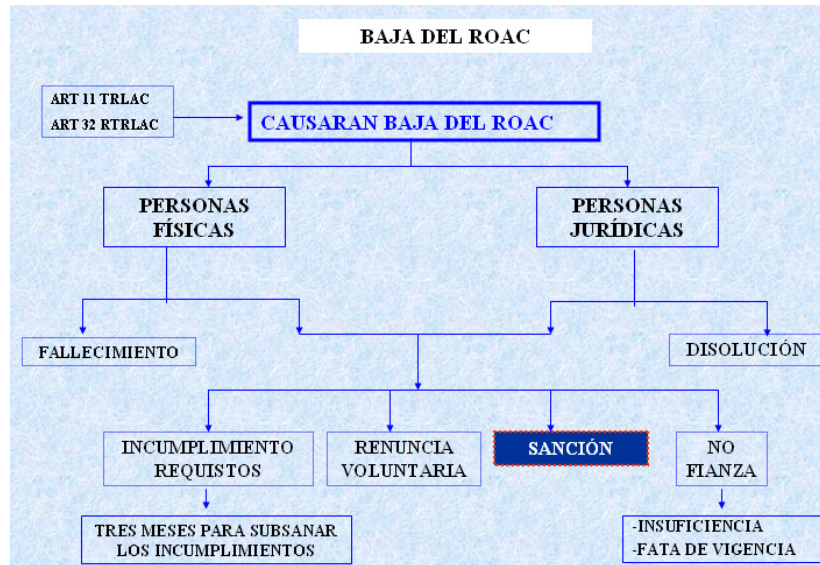 BAJA DEL ROAC
ART 11 TRLAC
ART 32 RTRLAC
CAUSARAN BAJA DEL ROAC
PERSONAS
FÍSICAS
PERSONAS
JURÍDICAS
FALLECIMIENTO
DISOLUCIÓN
INCUMPLIMIENTO
REQUISTOS
RENUNCIA
VOLUNTARIA
SANCIÓN
NO
FIANZA
TRES MESES PARA SUBSANAR
LOS INCUMPLIMIENTOS
-INSUFICIENCIA
-FATA DE VIGENCIA